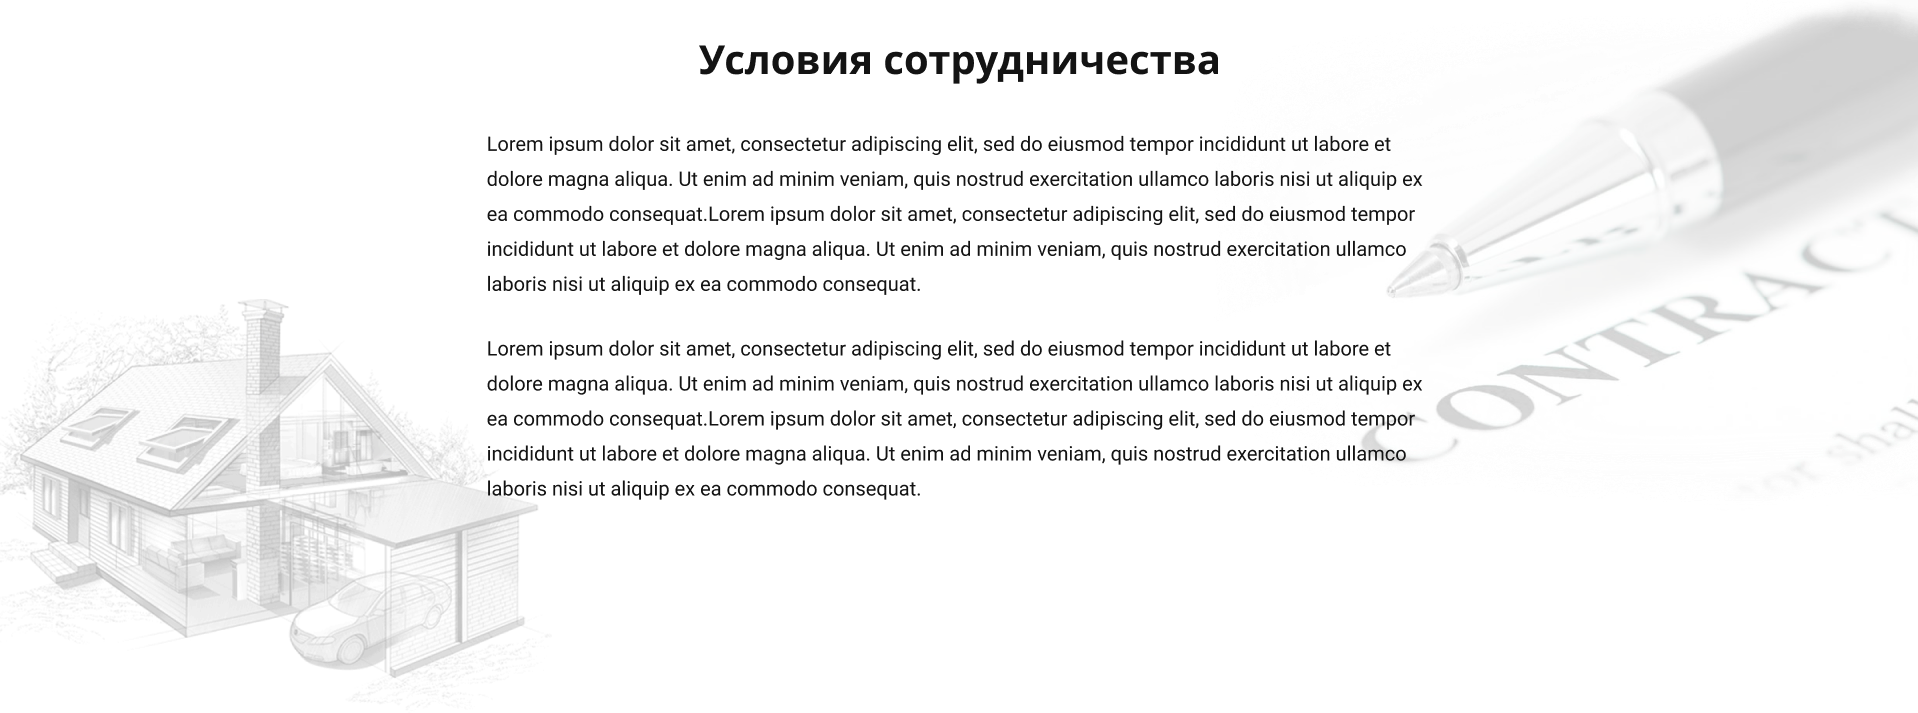 Условия сотрудничества
Lorem ipsum dolor sit amet, consectetur adipiscing elit, sed do eiusmod tempor incididunt ut labore et
dolore magna aliqua. Ut enim ad minim veniam, quis nostrud exercitation ullamco laboris nisi ut aliquip ex
ea commodo consequat.Lorem ipsum dolor sit amet, consectetur adipiscing elit, sed do eiusmod tempor
incididunt ut labore et dolore magna aliqua. Ut enim ad minim veniam, quis nostrud exercitation ullamco
laboris nisi ut aliquip ex ea commodo consequat.
Lorem ipsum dolor sit amet, consectetur adipiscing elit, sed do eiusmod tempor incididunt ut labore et
dolore magna aliqua. Ut enim ad minim veniam, quis nostrud exercitation ullamco laboris nisi ut aliquip ex
ea commodo consequat.Lorem ipsum dolor sit amet, consectetur adipiscing elit, sed do eiusmod tempor
incididunt ut labore et dolore magna aliqua. Ut enim ad minim veniam, quis nostrud exercitation ullamco
laboris nisi ut aliquip ex ea commodo consequat.
CONTRACT
or shall